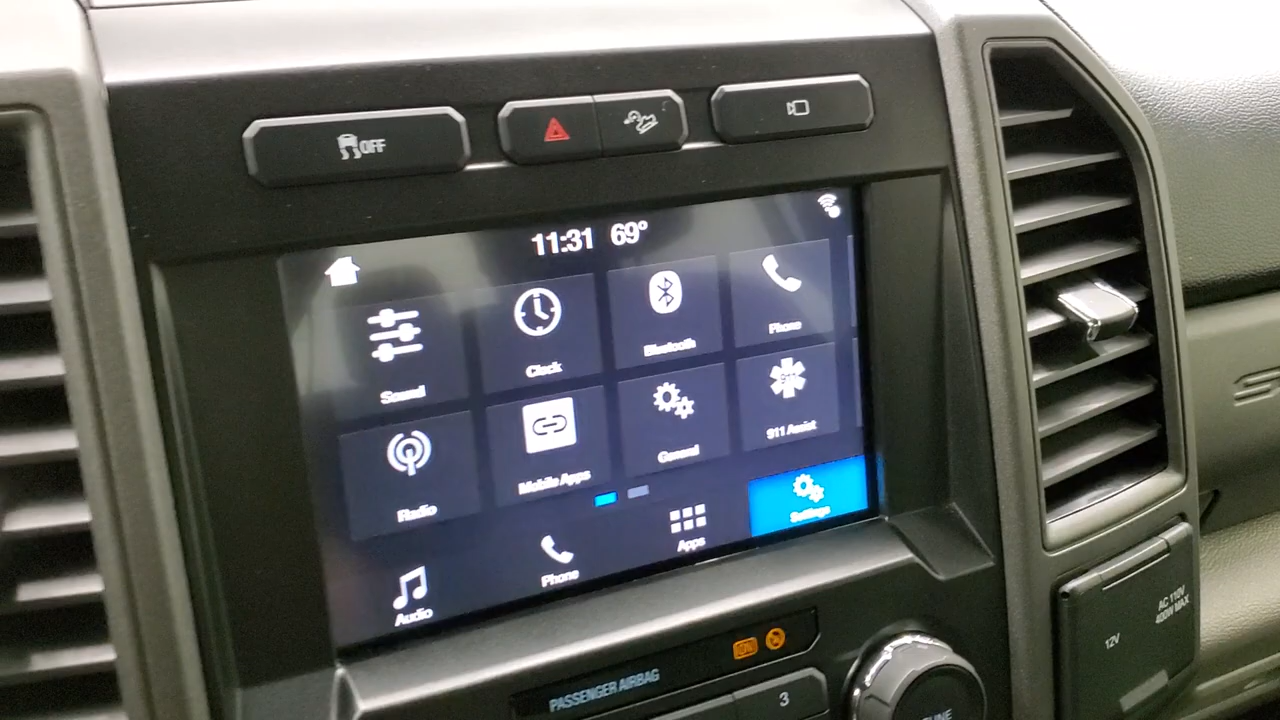 OFF
11:31 69°
Sound
Clock
Bluetooth
Phone
Radio
Mobile Apps
General
911 Assist
Audio
Phone
Apps
Settings
PASSENGER AIRBAG
3
TUNE
12V
AC 110V
400W MAX